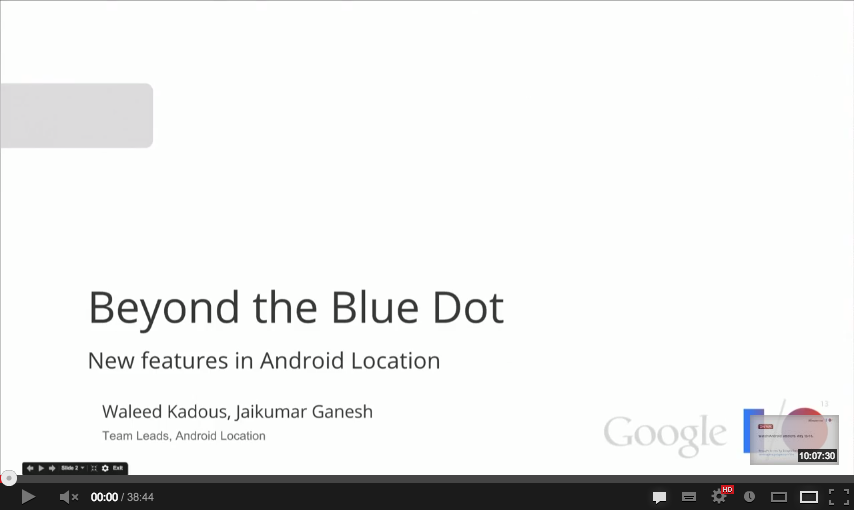 Beyond the Blue Dot
New features in Android Location
Waleed Kadous, Jaikumar Ganesh
Team Leads, Android Location
Google I/O 13
10:07:30
Slide 2
Exit
00:00 / 38:44
HD